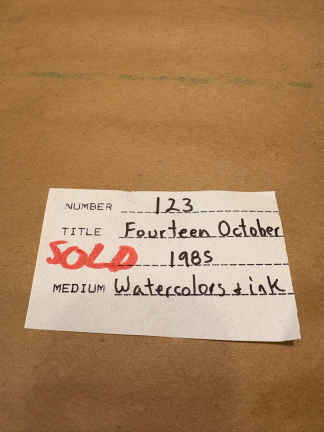 NUMBER 123
TITLE Fourteen October
SOLD 1985
MEDIUM Watercolors & ink